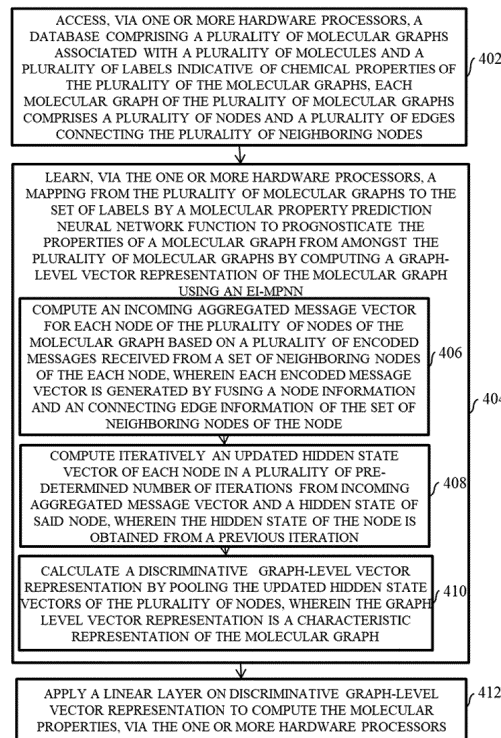 ACCESS, VIA ONE OR MORE HARDWARE PROCESSORS, A
DATABASE COMPRISING A PLURALITY OF MOLECULAR GRAPHS
ASSOCIATED WITH A PLURALITY OF MOLECULES AND A
PLURALITY OF LABELS INDICATIVE OF CHEMICAL PROPERTIES OF
THE PLURALITY OF THE MOLECULAR GRAPHS, EACH
MOLECULAR GRAPH OF THE PLURALITY OF MOLECULAR GRAPHS
COMPRISES A PLURALITY OF NODES AND A PLURALITY OF EDGES
CONNECTING THE PLURALITY OF NEIGHBORING NODES
402
LEARN, VIA THE ONE OR MORE HARDWARE PROCESSORS, A
MAPPING FROM THE PLURALITY OF MOLECULAR GRAPHS TO THE
SET OF LABELS BY A MOLECULAR PROPERTY PREDICTION
NEURAL NETWORK FUNCTION TO PROGNOSTICATE THE
PROPERTIES OF A MOLECULAR GRAPH FROM AMONGST THE
PLURALITY OF MOLECULAR GRAPHS BY COMPUTING A GRAPH-
LEVEL VECTOR REPRESENTATION OF THE MOLECULAR GRAPH
USING AN EI-MPNN
404
COMPUTE AN INCOMING AGGREGATED MESSAGE VECTOR
FOR EACH NODE OF THE PLURALITY OF NODES OF THE
MOLECULAR GRAPH BASED ON A PLURALITY OF ENCODED
MESSAGES RECEIVED FROM A SET OF NEIGHBORING NODES
OF THE EACH NODE, WHEREIN EACH ENCODED MESSAGE
VECTOR IS GENERATED BY FUSING A NODE INFORMATION
AND AN CONNECTING EDGE INFORMATION OF THE SET OF
NEIGHBORING NODES OF THE NODE
406
COMPUTE ITERATIVELY AN UPDATED HIDDEN STATE
VECTOR OF EACH NODE IN A PLURALITY OF PRE-
DETERMINED NUMBER OF ITERATIONS FROM INCOMING
AGGREGATED MESSAGE VECTOR AND A HIDDEN STATE OF
SAID NODE, WHEREIN THE HIDDEN STATE OF THE NODE IS
OBTAINED FROM A PREVIOUS ITERATION
408
CALCULATE A DISCRIMINATIVE GRAPH-LEVEL VECTOR
REPRESENTATION BY POOLING THE UPDATED HIDDEN STATE
VECTORS OF THE PLURALITY OF NODES, WHEREIN THE GRAPH
LEVEL VECTOR REPRESENTATION IS A CHARACTERISTIC
REPRESENTATION OF THE MOLECULAR GRAPH
410
APPLY A LINEAR LAYER ON DISCRIMINATIVE GRAPH-LEVEL
VECTOR REPRESENTATION TO COMPUTE THE MOLECULAR
PROPERTIES, VIA THE ONE OR MORE HARDWARE PROCESSORS
412